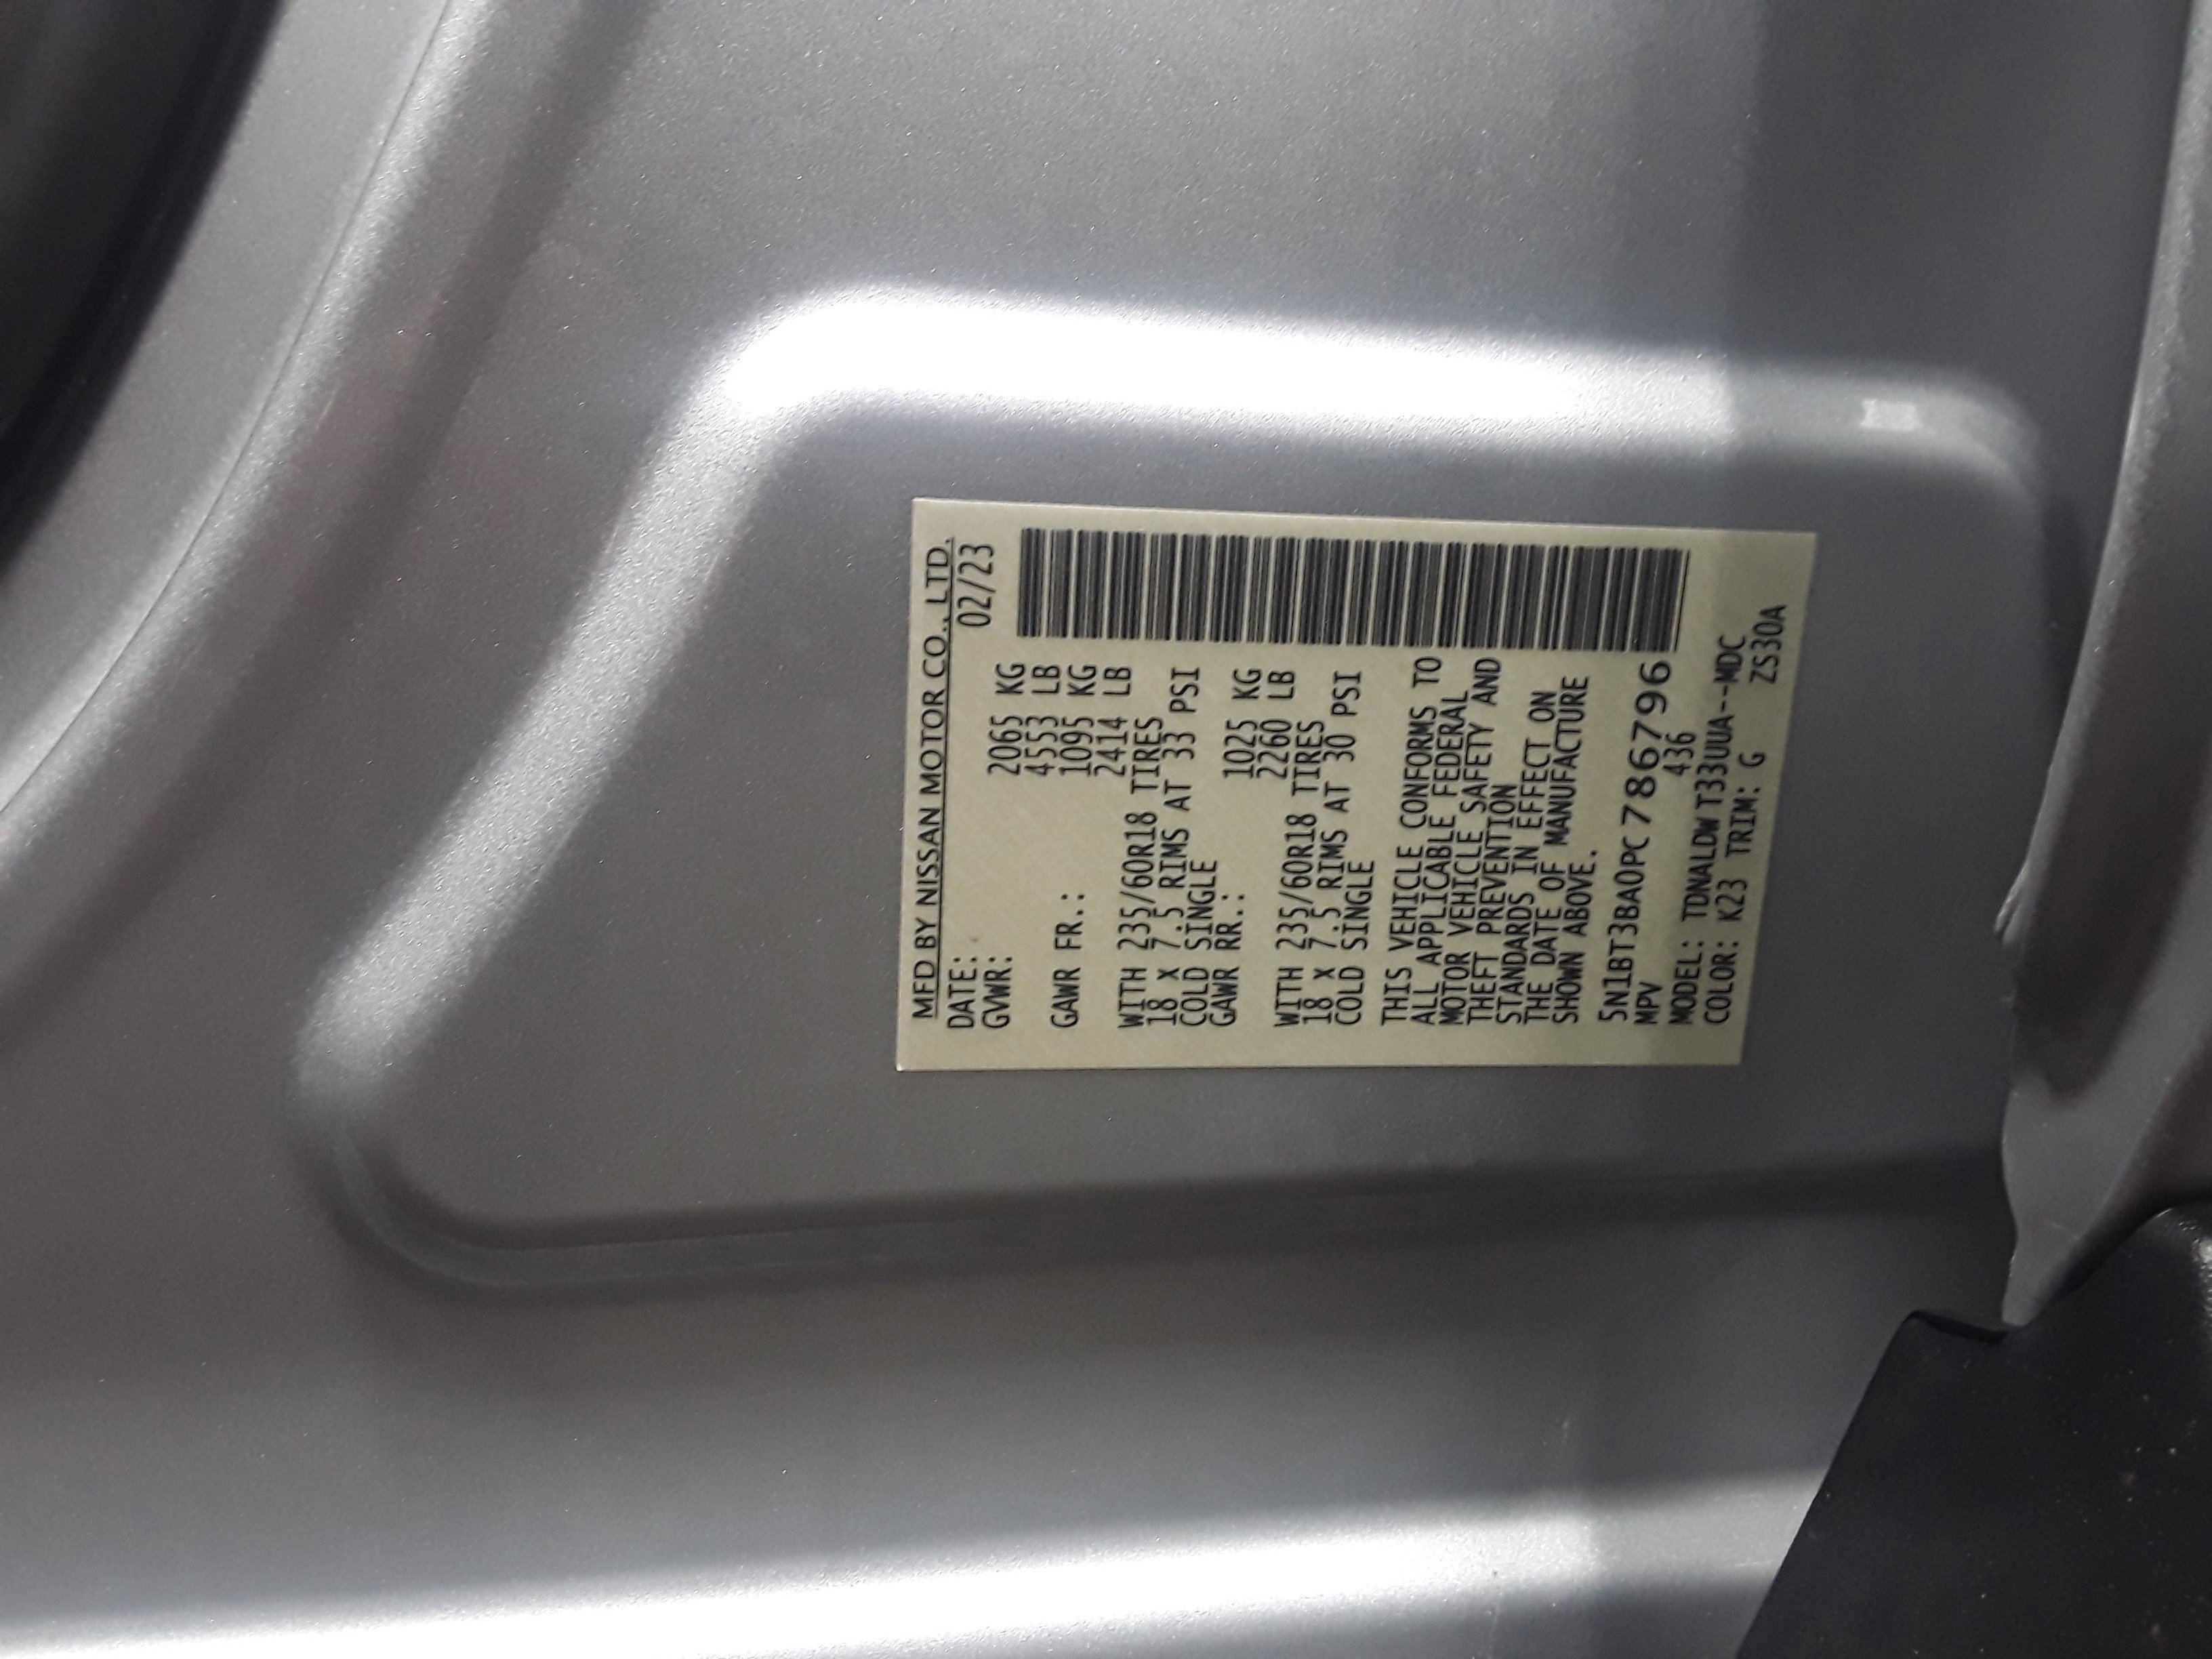 MFD BY NISSAN MOTOR CO., LTD.
DATE: 02/23
GVWR: 2065 KG
4553 LB
GAWR FR.: 1095 KG
2414 LB
WITH 235/60R18 TIRES
18 x 7.5 RIMS AT 33 PSI
COLD SINGLE
GAWR RR.: 1025 KG
2260 LB
WITH 235/60R18 TIRES
18 x 7.5 RIMS AT 30 PSI
COLD SINGLE
THIS VEHICLE CONFORMS TO
ALL APPLICABLE FEDERAL
MOTOR VEHICLE SAFETY AND
THEFT PREVENTION
STANDARDS IN EFFECT ON
THE DATE OF MANUFACTURE
SHOWN ABOVE.
5N1BT3BA0PC786796
MPV 436
MODEL: TDNALDW T33UUA--MDC
COLOR: K23 TRIM: G ZS30A